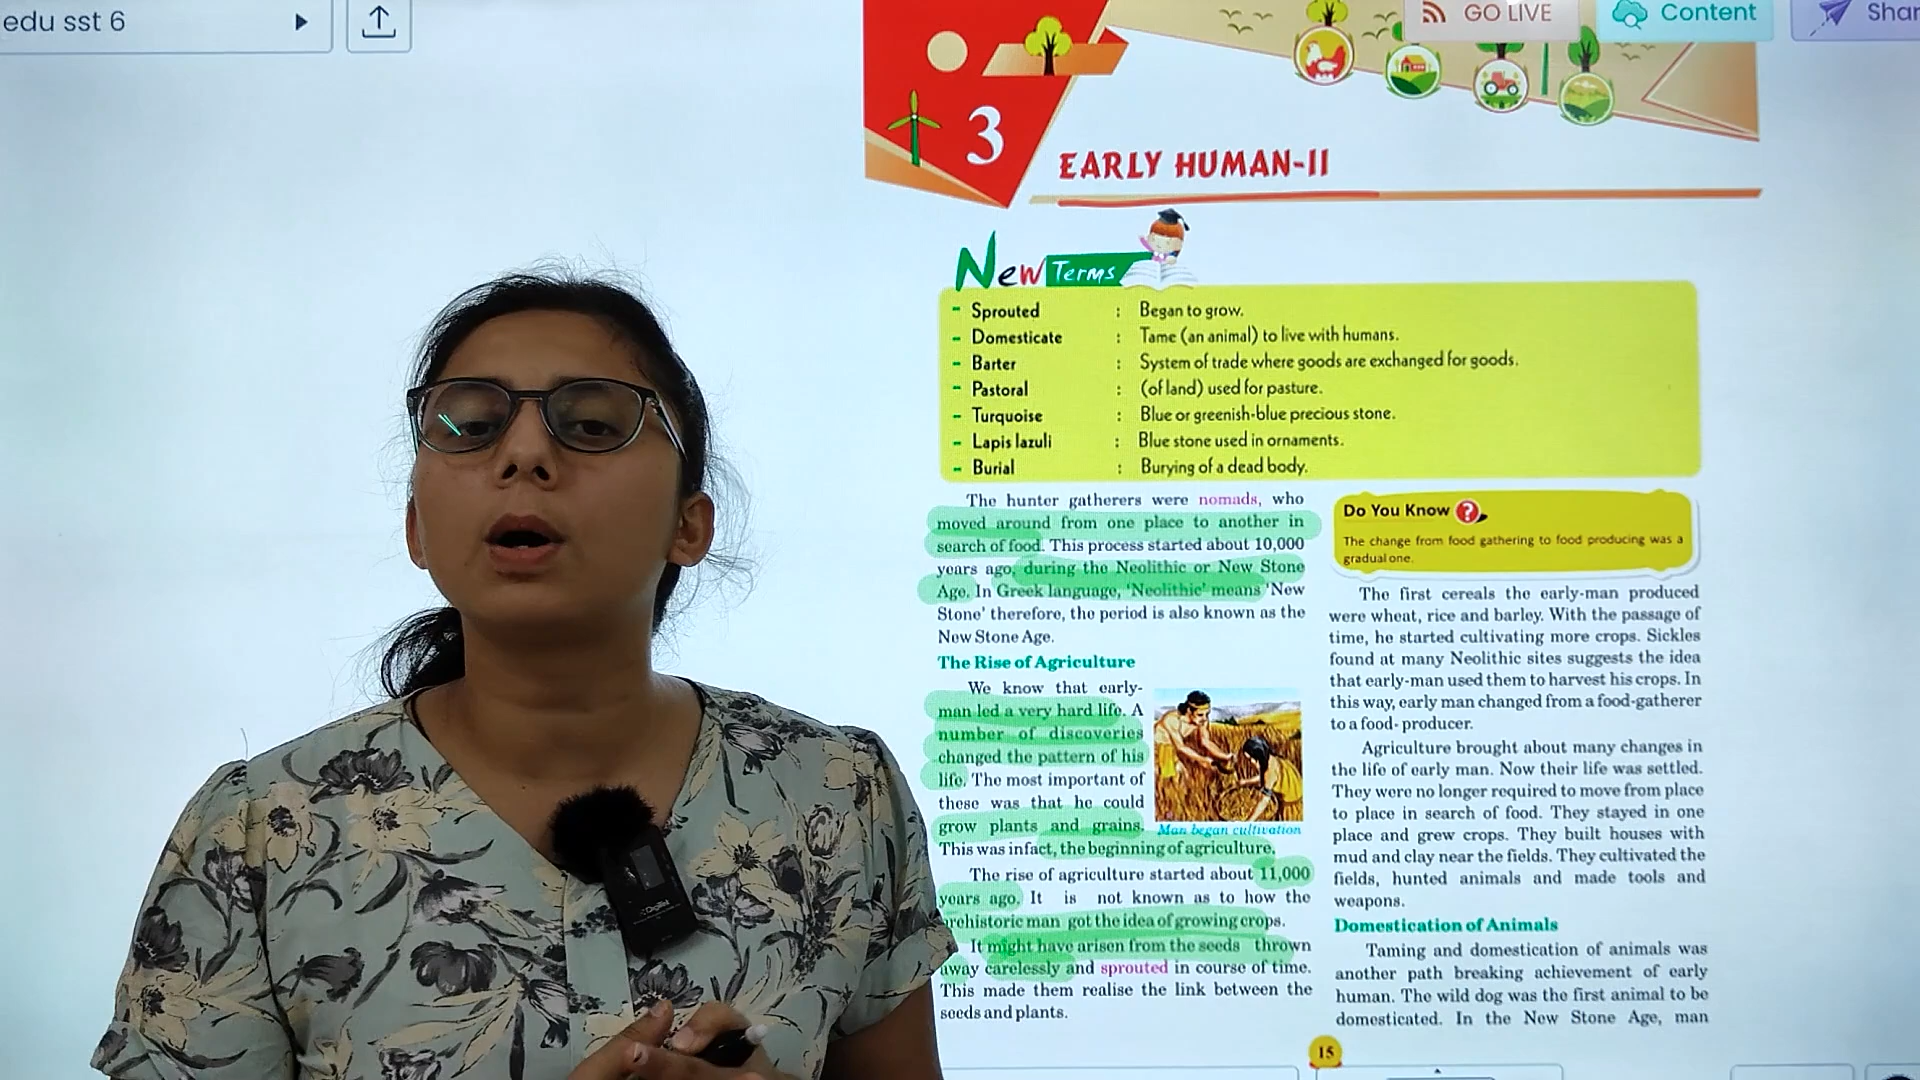 edu sst 6
GO LIVE
Content
3
EARLY HUMAN-II
New Terms
- Sprouted : Began to grow.
- Domesticate : Tame (an animal) to live with humans.
- Barter : System of trade where goods are exchanged for goods.
- Pastoral : (of land) used for pasture.
- Turquoise : Blue or greenish-blue precious stone.
- Lapis lazuli : Blue stone used in ornaments.
- Burial : Burying of a dead body.
The hunter gatherers were nomads, who
moved around from one place to another in
search of food. This process started about 10,000
years ago, during the Neolithic or New Stone
Age. In Greek language, 'Neolithic' means 'New
Stone' therefore, the period is also known as the
New Stone Age.
The Rise of Agriculture
We know that early-
man led a very hard life. A
number of discoveries
changed the pattern of his
life. The most important of
these was that he could
grow plants and grains.
Man began cultivation
This was infact, the beginning of agriculture.
The rise of agriculture started about 11,000
years ago. It is not known as to how the
prehistoric man got the idea of growing crops.
It might have arisen from the seeds thrown
away carelessly and sprouted in course of time.
This made them realise the link between the
seeds and plants.
Do You Know ?
The change from food gathering to food producing was a
gradual one.
The first cereals the early-man produced
were wheat, rice and barley. With the passage of
time, he started cultivating more crops. Sickles
found at many Neolithic sites suggests the idea
that early-man used them to harvest his crops. In
this way, early man changed from a food-gatherer
to a food- producer.
Agriculture brought about many changes in
the life of early man. Now their life was settled.
They were no longer required to move from place
to place in search of food. They stayed in one
place and grew crops. They built houses with
mud and clay near the fields. They cultivated the
fields, hunted animals and made tools and
weapons.
Domestication of Animals
Taming and domestication of animals was
another path breaking achievement of early
human. The wild dog was the first animal to be
domesticated. In the New Stone Age, man
15